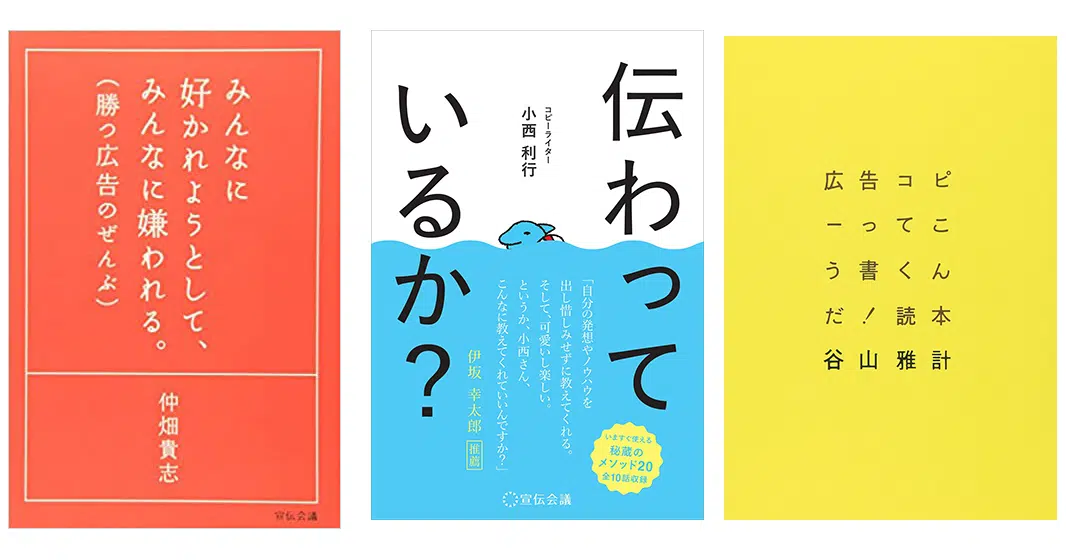 みんなに
好かれようとして、
みんなに嫌われる。
(勝つ広告のぜんぶ)
仲畑貴志
宣伝会議
伝わって
いるか?
コピーライター
小西 利行
「自分の発想やノウハウを
出し惜しみせずに教えてくれる。
そして、可愛いし楽しい。
というか、小西さん、
こんなに教えてくれていいんですか?」
伊坂 幸太郎 推薦
いますぐ使える
秘蔵の
メソッド20
全10話収録
宣伝会議
広告コピ
ーってこ
う書くん
だ!読本
谷山雅計